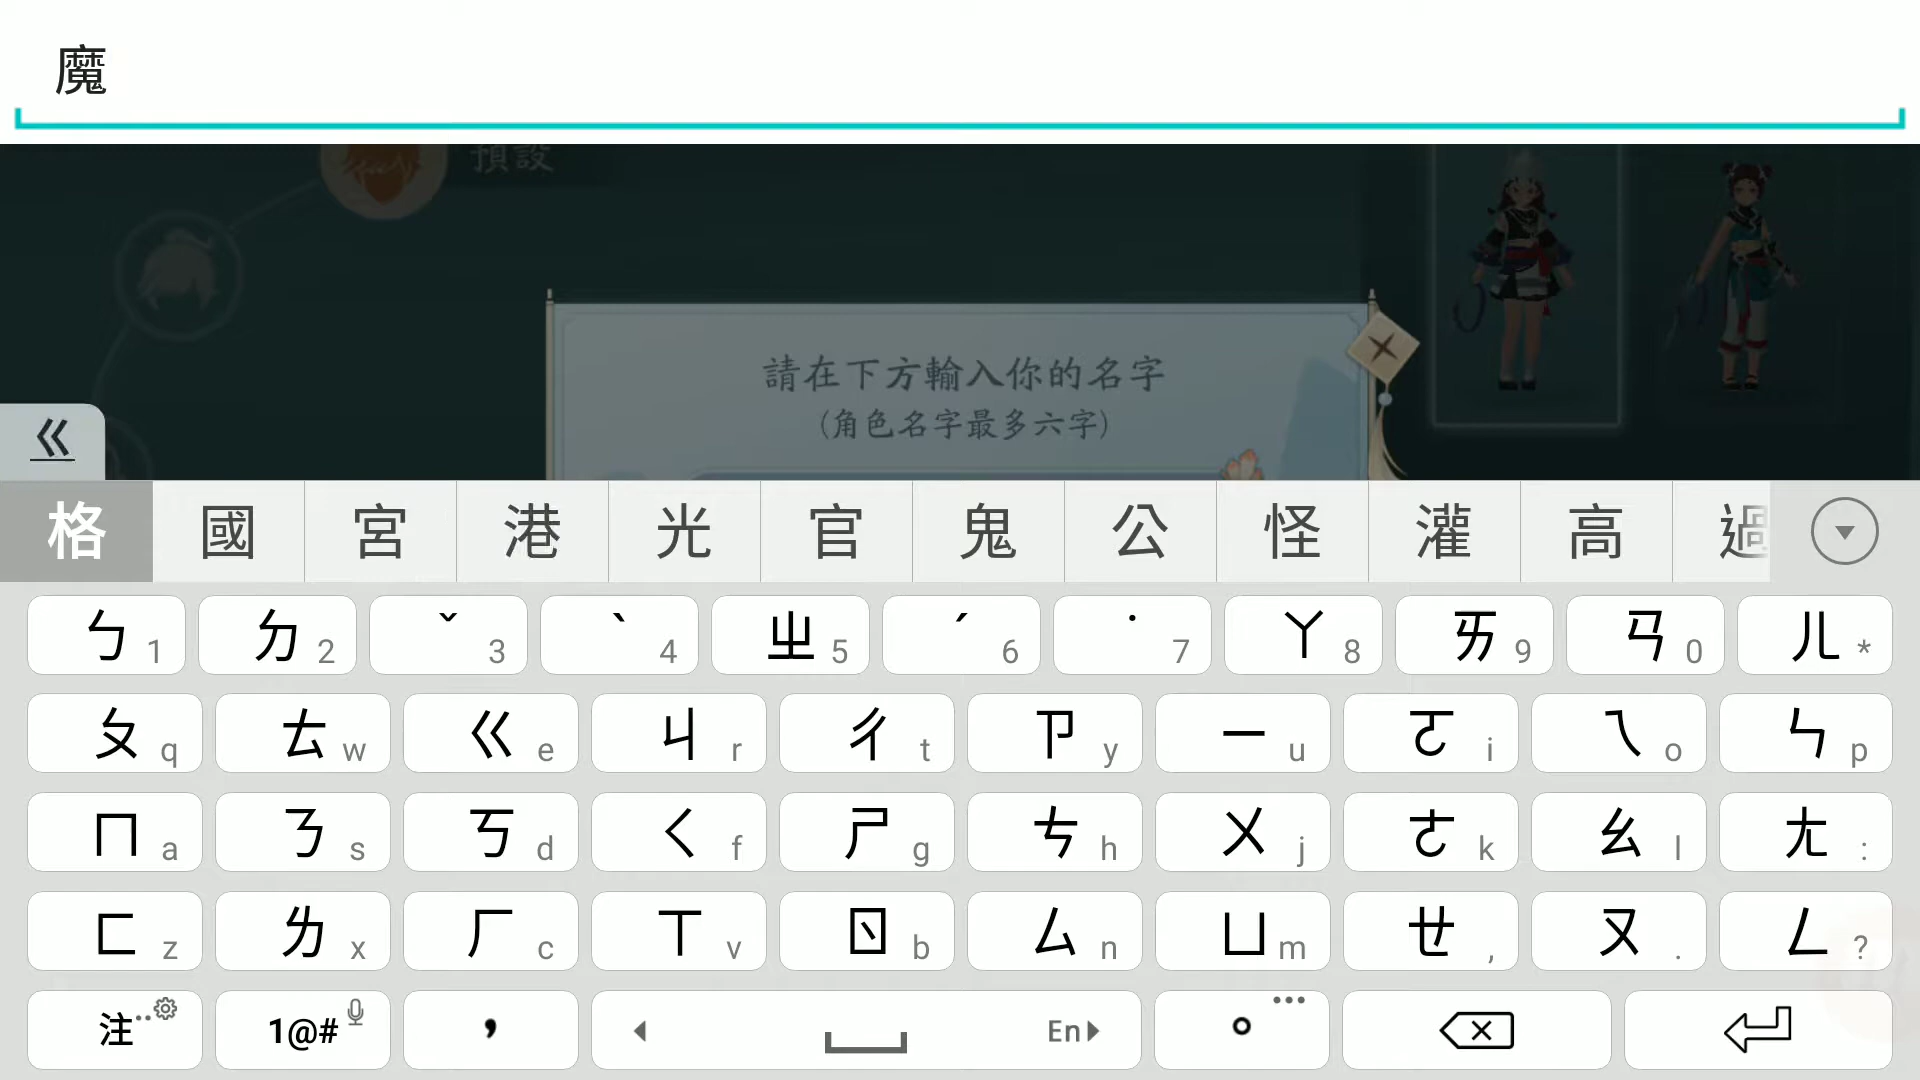 魔
預設
請在下方輸入你的名字
(角色名字最多六字)
ㄍ
格 國 宮 港 光 官 鬼 公 怪 灌 高 過
ㄅ 1 ㄉ 2 ˇ 3 ˋ 4 ㄓ 5 ˊ 6 ˙ 7 ㄚ 8 ㄞ 9 ㄢ 0 ㄦ *
ㄆ q ㄊ w ㄍ e ㄐ r ㄔ t ㄗ y ㄧ u ㄛ i ㄟ o ㄣ p
ㄇ a ㄋ s ㄎ d ㄑ f ㄕ g ㄘ h ㄨ j ㄜ k ㄠ l ㄤ :
ㄈ z ㄌ x ㄏ c ㄒ v ㄖ b ㄙ n ㄩ m ㄝ , ㄡ . ㄥ ?
注 1@# , En 。